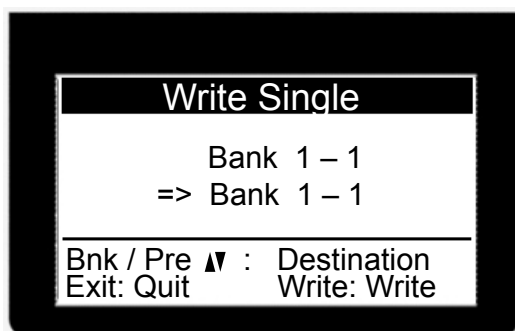 Write Single
Bank 1 – 1
=> Bank 1 – 1
Bnk / Pre ▲▼ : Destination
Exit: Quit Write: Write